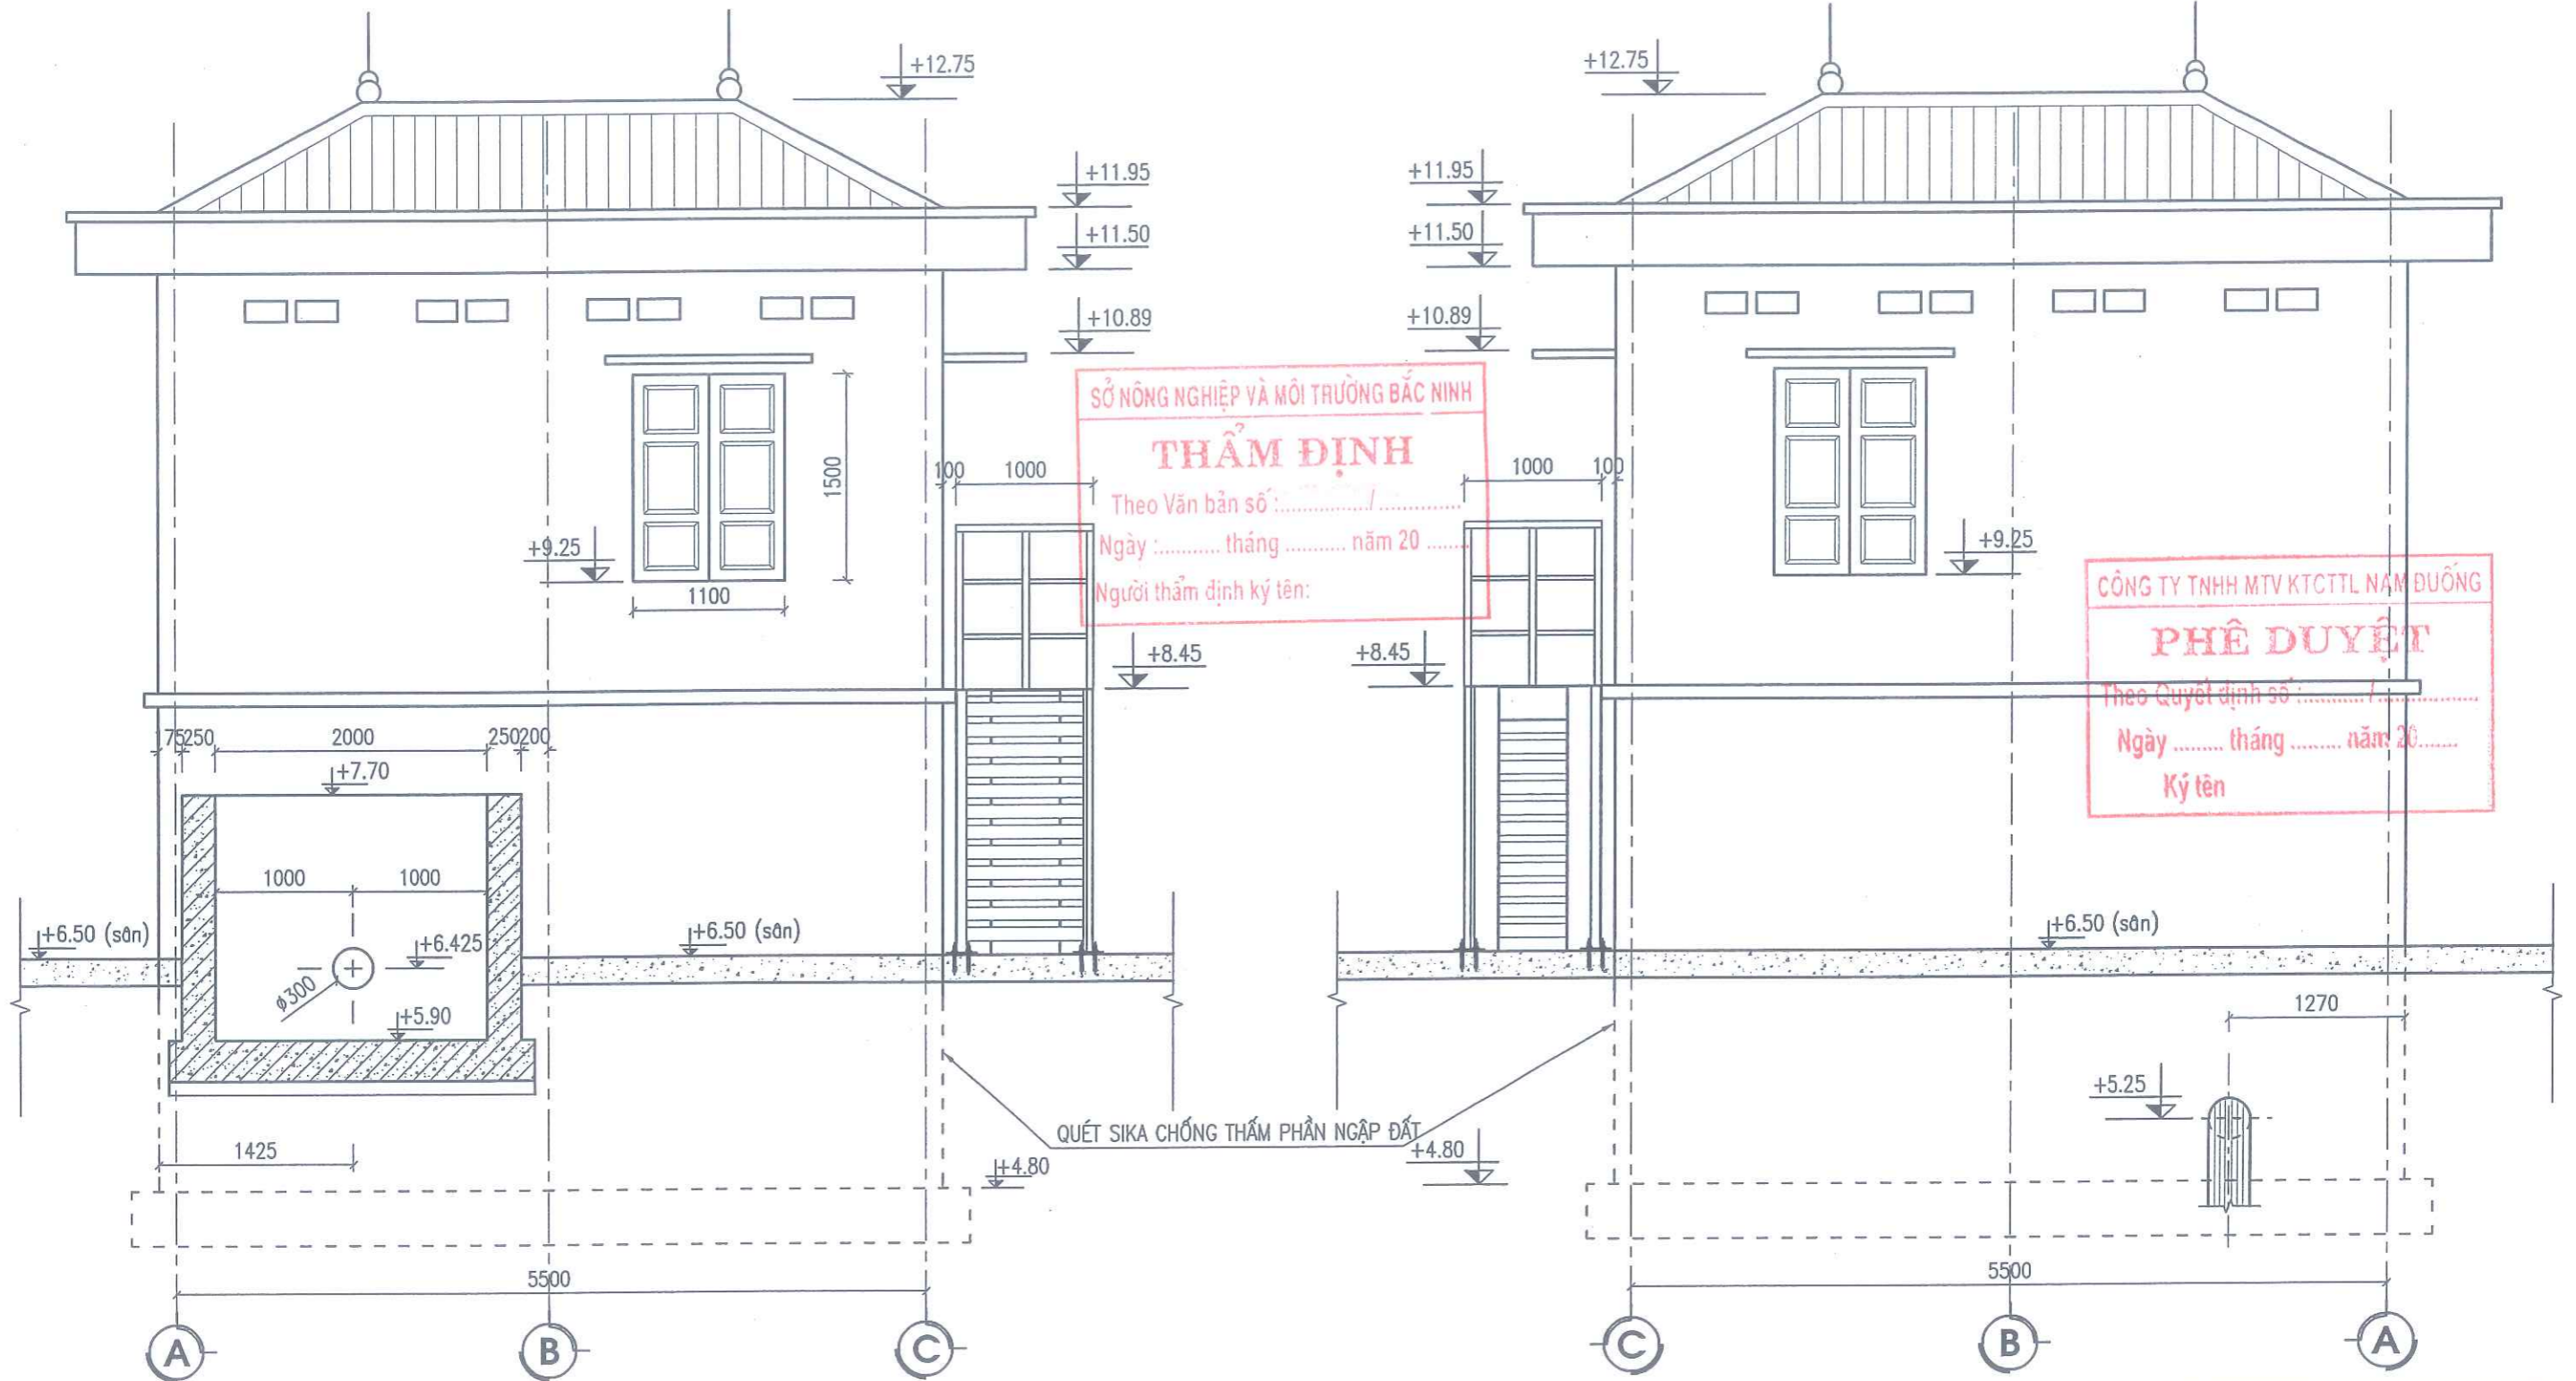 +12.75
+12.75
+11.95
+11.95
+11.50
+11.50
+10.89
+10.89
SỞ NÔNG NGHIỆP VÀ MÔI TRƯỜNG BẮC NINH
THẨM ĐỊNH
Theo Văn bản số :............../ ..............
Ngày :........... tháng .......... năm 20 .......
Người thẩm định ký tên:
1500
100
1000
1000
100
+9.25
1100
+9.25
CÔNG TY TNHH MTV KTCTTL NAM ĐUỐNG
PHÊ DUYỆT
Theo Quyết định số :........../ ................
Ngày ........ tháng ........ năm 20.......
Ký tên
+8.45
+8.45
175
250
2000
250
200
+7.70
1000
1000
+6.50 (sân)
+6.425
+6.50 (sân)
+6.50 (sân)
ϕ300
+5.90
1270
+5.25
QUÉT SIKA CHỐNG THẤM PHẦN NGẬP ĐẤT
1425
+4.80
+4.80
5500
5500
A
B
C
C
B
A